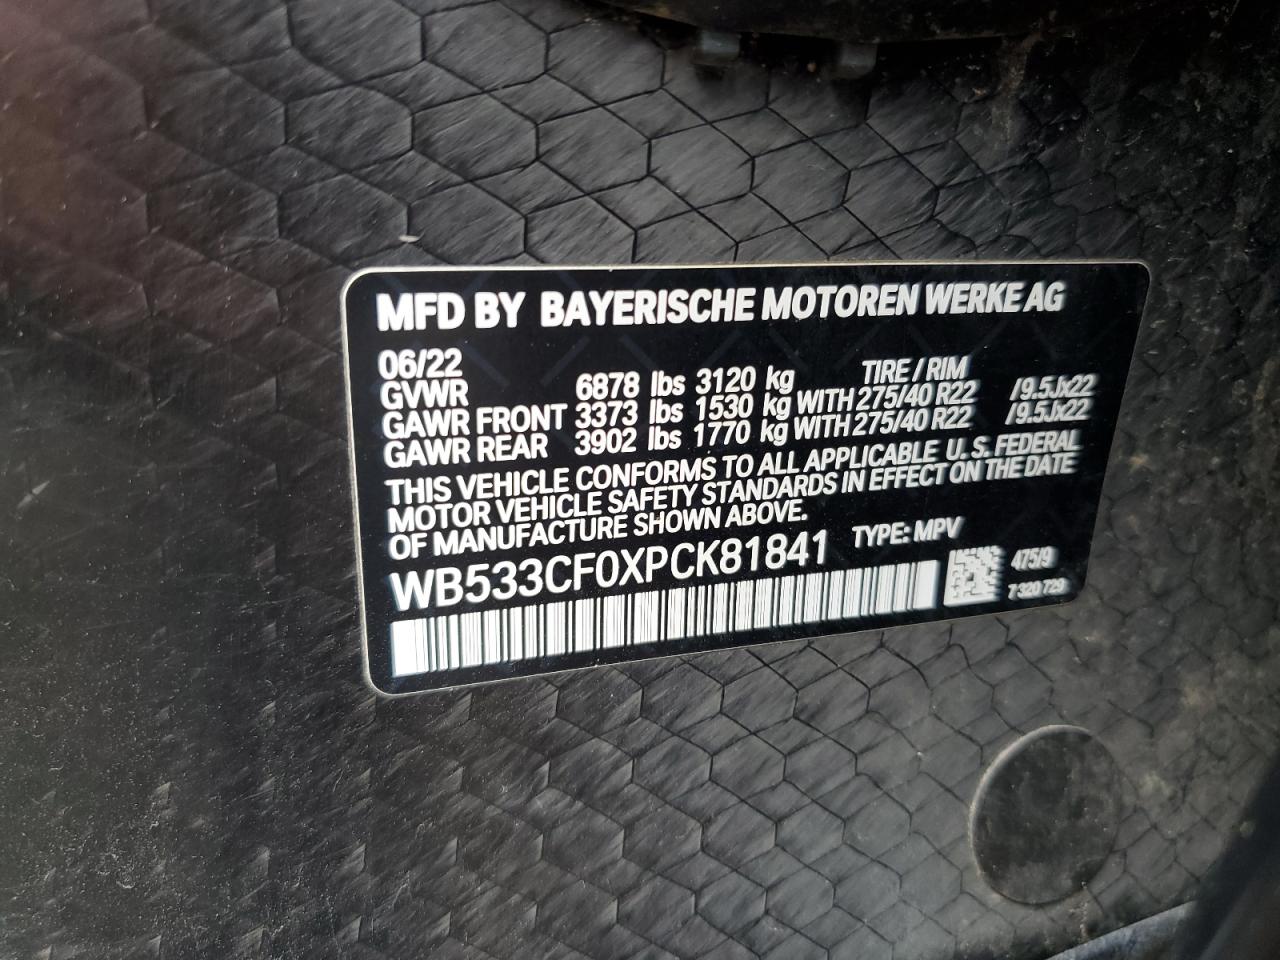 MFD BY BAYERISCHE MOTOREN WERKE AG
06/22 TIRE / RIM
GVWR 6878 lbs 3120 kg
GAWR FRONT 3373 lbs 1530 kg WITH 275/40 R22 /9.5Jx22
GAWR REAR 3902 lbs 1770 kg WITH 275/40 R22 /9.5Jx22
THIS VEHICLE CONFORMS TO ALL APPLICABLE U.S. FEDERAL
MOTOR VEHICLE SAFETY STANDARDS IN EFFECT ON THE DATE
OF MANUFACTURE SHOWN ABOVE.
WB533CF0XPCK81841 TYPE: MPV
475/9
7 320 729